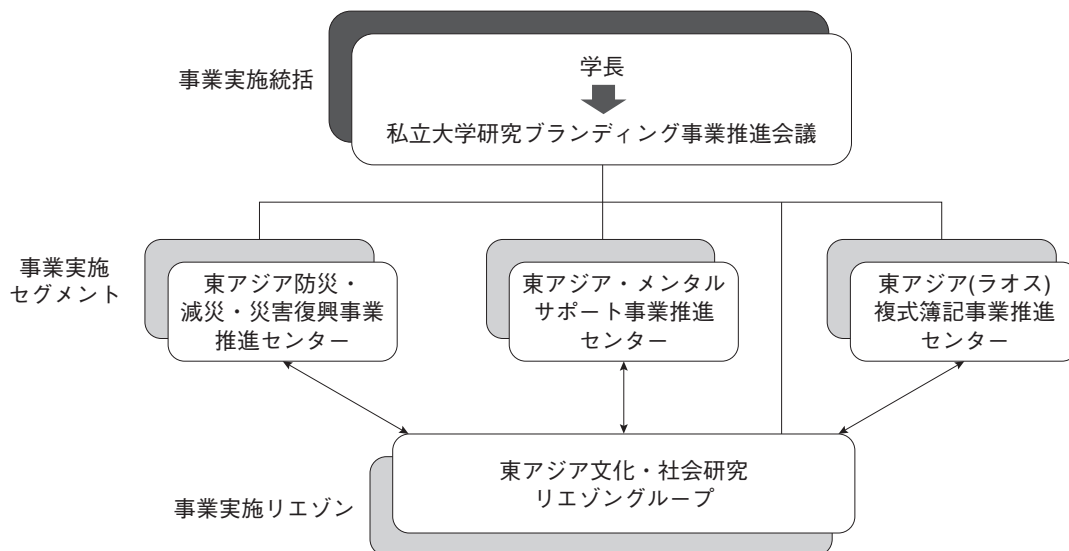 事業実施統括
学長
私立大学研究ブランディング事業推進会議
事業実施
セグメント
東アジア防災・
減災・災害復興事業
推進センター
東アジア・メンタル
サポート事業推進
センター
東アジア(ラオス)
複式簿記事業推進
センター
東アジア文化・社会研究
リエゾングループ
事業実施リエゾン